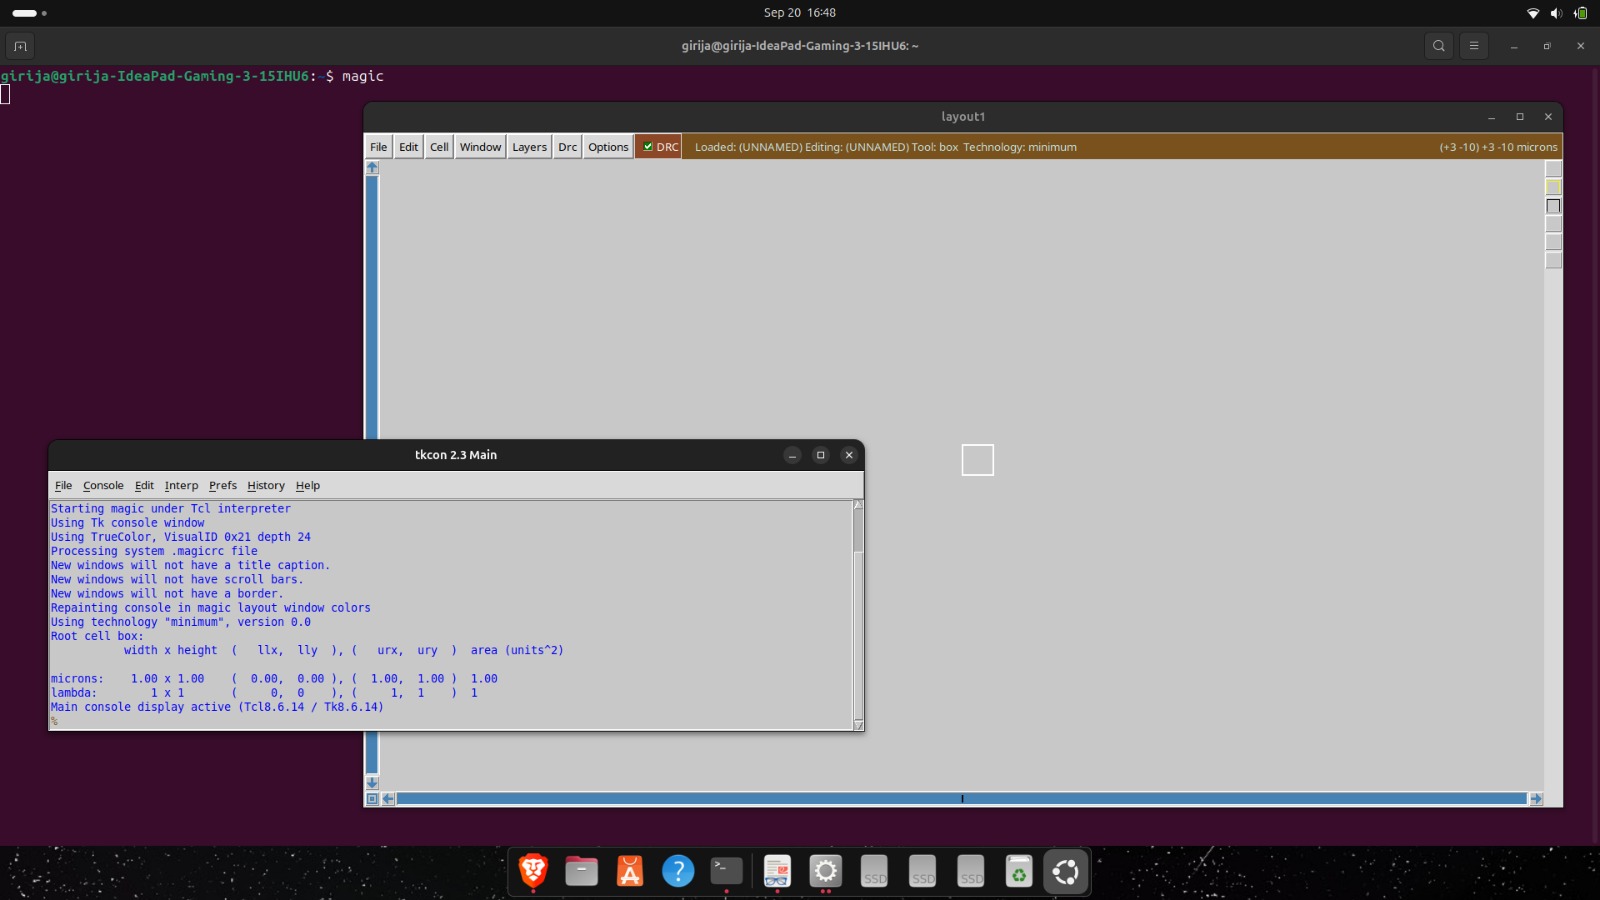 Sep 20 16:48
girija@girija-IdeaPad-Gaming-3-15IHU6: ~
girija@girija-IdeaPad-Gaming-3-15IHU6:~$ magic
layout1
File Edit Cell Window Layers Drc Options DRC Loaded: (UNNAMED) Editing: (UNNAMED) Tool: box Technology: minimum (+3 -10) +3 -10 microns
tkcon 2.3 Main
File Console Edit Interp Prefs History Help
Starting magic under Tcl interpreter
Using Tk console window
Using TrueColor, VisualID 0x21 depth 24
Processing system .magicrc file
New windows will not have a title caption.
New windows will not have scroll bars.
New windows will not have a border.
Repainting console in magic layout window colors
Using technology "minimum", version 0.0
Root cell box:
width x height ( llx, lly ), ( urx, ury ) area (units^2)
microns: 1.00 x 1.00 ( 0.00, 0.00 ), ( 1.00, 1.00 ) 1.00
lambda: 1 x 1 ( 0, 0 ), ( 1, 1 ) 1
Main console display active (Tcl8.6.14 / Tk8.6.14)
%
SSD SSD SSD